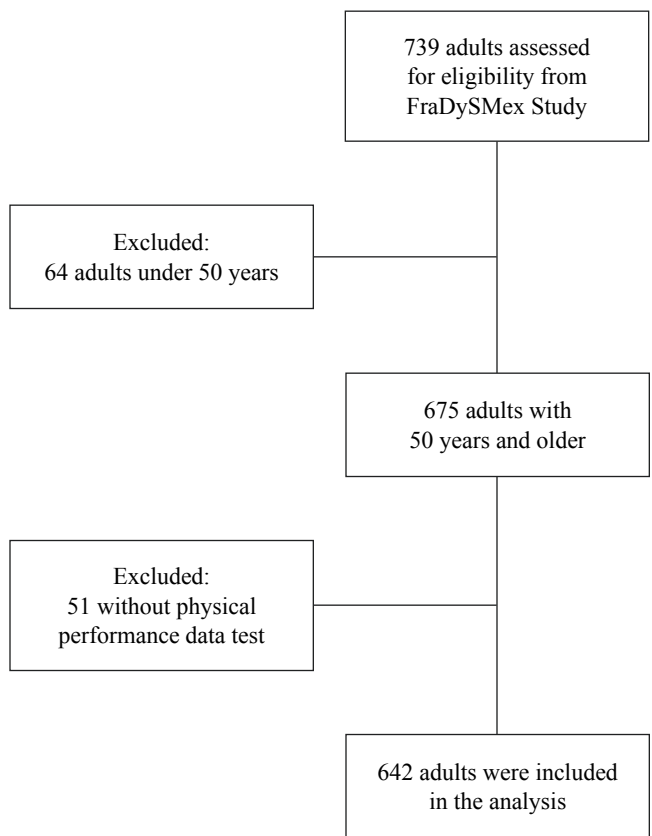 739 adults assessed
for eligibility from
FraDySMex Study
Excluded:
64 adults under 50 years
675 adults with
50 years and older
Excluded:
51 without physical
performance data test
642 adults were included
in the analysis